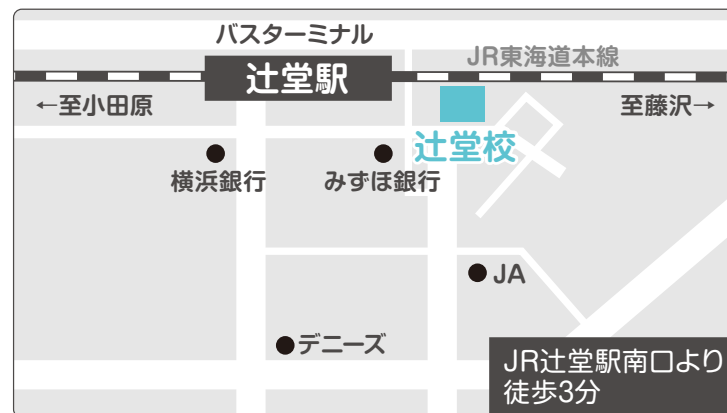 バスターミナル
JR東海道本線
辻堂駅
←至小田原
至藤沢→
辻堂校
横浜銀行
みずほ銀行
JA
デニーズ
JR辻堂駅南口より
徒歩3分